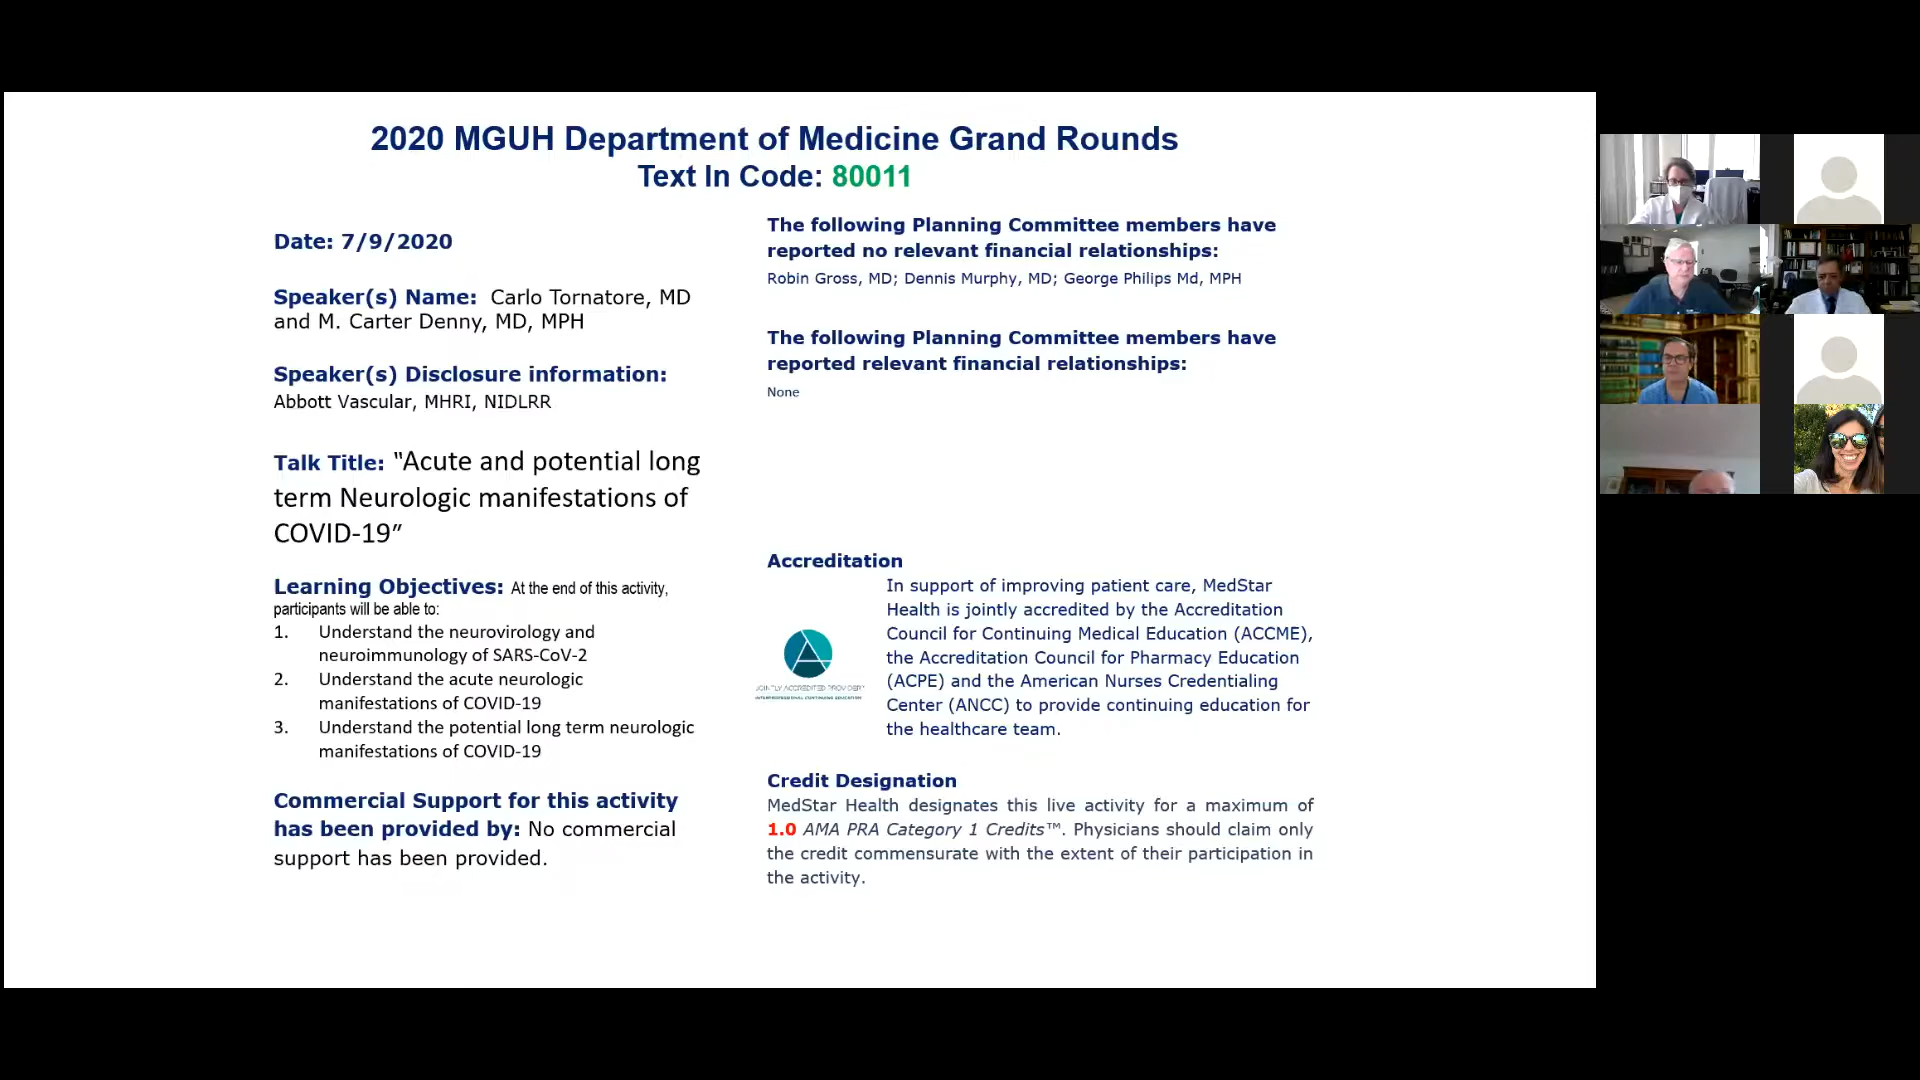 2020 MGUH Department of Medicine Grand Rounds
Text In Code: 80011
Date: 7/9/2020
Speaker(s) Name: Carlo Tornatore, MD
and M. Carter Denny, MD, MPH
Speaker(s) Disclosure information:
Abbott Vascular, MHRI, NIDLRR
Talk Title: “Acute and potential long
term Neurologic manifestations of
COVID-19”
Learning Objectives: At the end of this activity,
participants will be able to:
1. Understand the neurovirology and
neuroimmunology of SARS-CoV-2
2. Understand the acute neurologic
manifestations of COVID-19
3. Understand the potential long term neurologic
manifestations of COVID-19
Commercial Support for this activity
has been provided by: No commercial
support has been provided.
The following Planning Committee members have
reported no relevant financial relationships:
Robin Gross, MD; Dennis Murphy, MD; George Philips Md, MPH
The following Planning Committee members have
reported relevant financial relationships:
None
Accreditation
In support of improving patient care, MedStar
Health is jointly accredited by the Accreditation
Council for Continuing Medical Education (ACCME),
the Accreditation Council for Pharmacy Education
(ACPE) and the American Nurses Credentialing
Center (ANCC) to provide continuing education for
the healthcare team.
JOINTLY ACCREDITED PROVIDER™
INTERPROFESSIONAL CONTINUING EDUCATION
Credit Designation
MedStar Health designates this live activity for a maximum of
1.0 AMA PRA Category 1 Credits™. Physicians should claim only
the credit commensurate with the extent of their participation in
the activity.